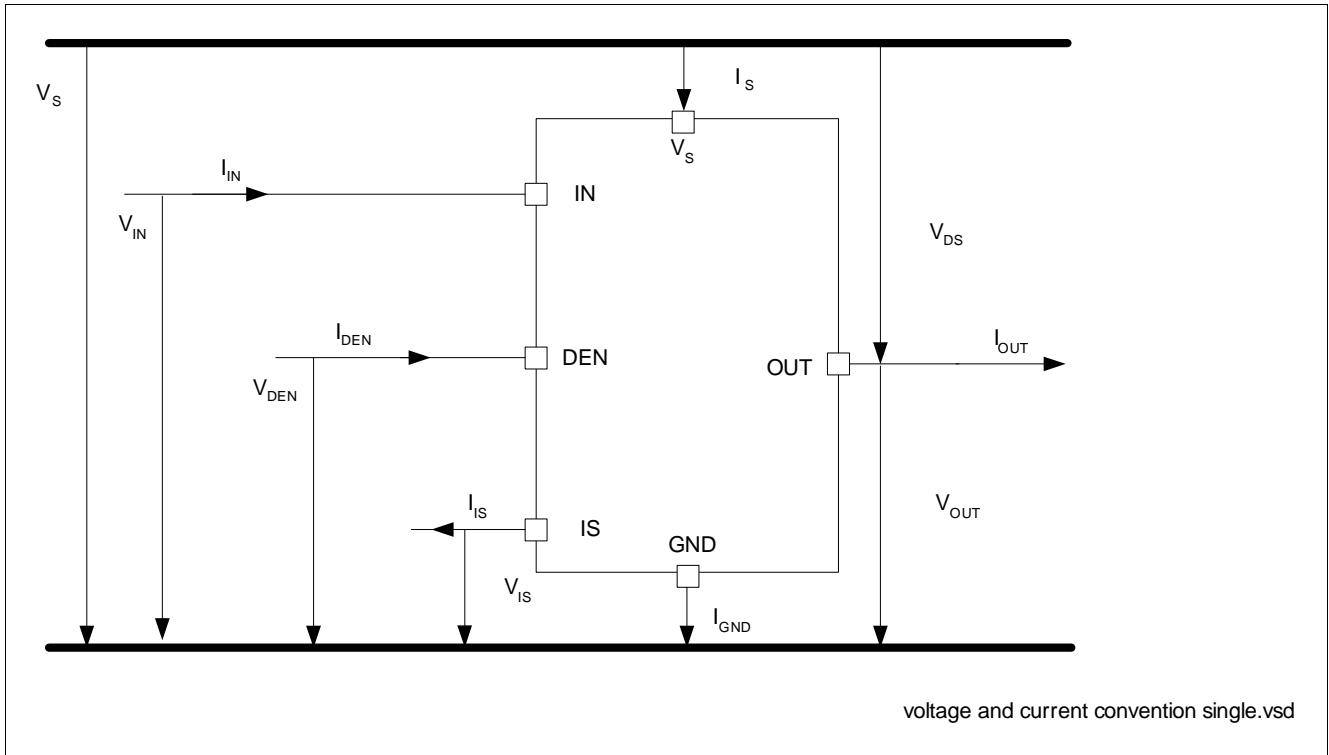 V_S
I_S
V_S
I_IN
IN
V_IN
V_DS
I_DEN
DEN
V_DEN
OUT
I_OUT
I_IS
IS
V_IS
GND
V_OUT
I_GND
voltage and current convention single.vsd